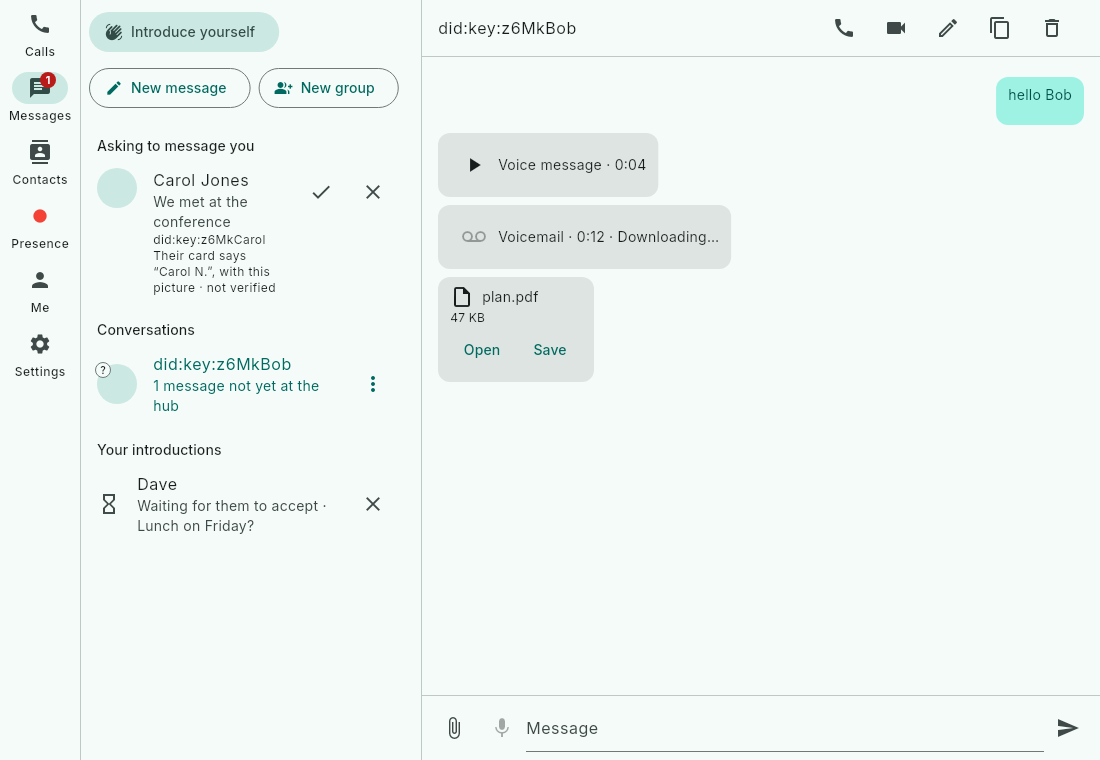 Calls
1
Messages
Contacts
Presence
Me
Settings
Introduce yourself
New message
New group
Asking to message you
Carol Jones
We met at the
conference
did:key:z6MkCarol
Their card says
“Carol N.”, with this
picture · not verified
Conversations
?
did:key:z6MkBob
1 message not yet at the
hub
Your introductions
Dave
Waiting for them to accept ·
Lunch on Friday?
did:key:z6MkBob
hello Bob
Voice message · 0:04
Voicemail · 0:12 · Downloading…
plan.pdf
47 KB
Open
Save
Message